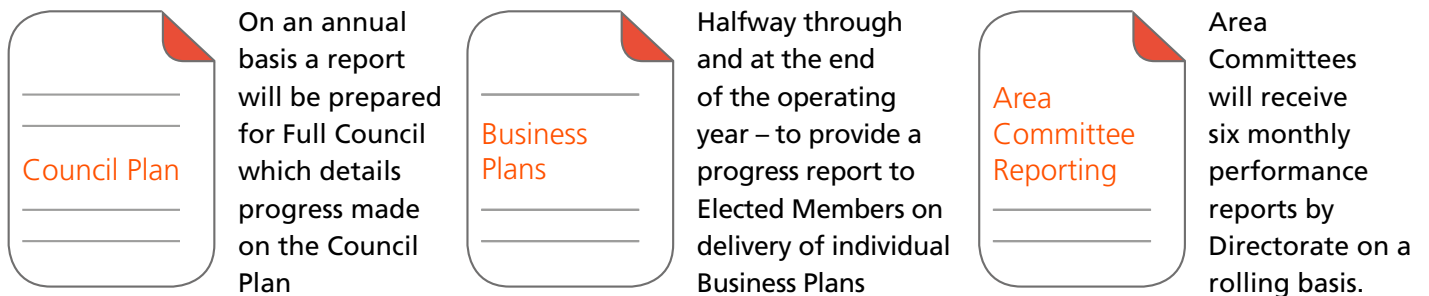 Council Plan
On an annual
basis a report
will be prepared
for Full Council
which details
progress made
on the Council
Plan
Business
Plans
Halfway through
and at the end
of the operating
year – to provide a
progress report to
Elected Members on
delivery of individual
Business Plans
Area
Committee
Reporting
Area
Committees
will receive
six monthly
performance
reports by
Directorate on a
rolling basis.